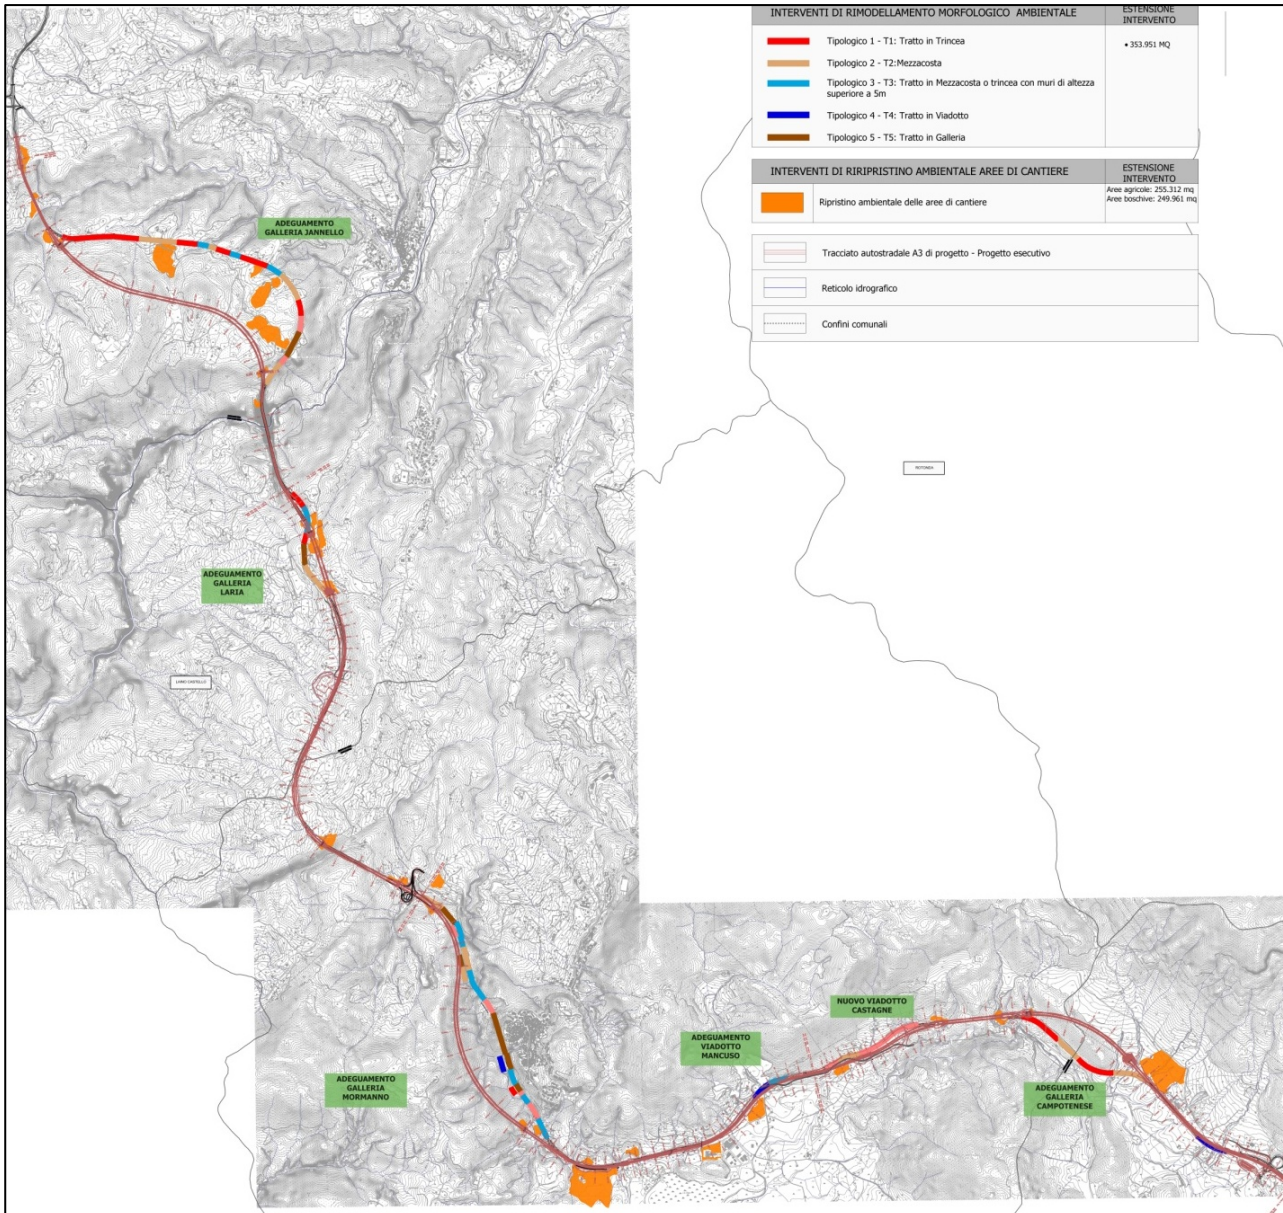 INTERVENTI DI RIMODELLAMENTO MORFOLOGICO AMBIENTALE
ESTENSIONE
INTERVENTO
Tipologico 1 - T1: Tratto in Trincea
• 353.951 MQ
Tipologico 2 - T2:Mezzacosta
Tipologico 3 - T3: Tratto in Mezzacosta o trincea con muri di altezza
superiore a 5m
Tipologico 4 - T4: Tratto in Viadotto
Tipologico 5 - T5: Tratto in Galleria
INTERVENTI DI RIRIPRISTINO AMBIENTALE AREE DI CANTIERE
ESTENSIONE
INTERVENTO
Ripristino ambientale delle aree di cantiere
Aree agricole: 255.312 mq
Aree boschive: 249.961 mq
Tracciato autostradale A3 di progetto - Progetto esecutivo
Reticolo idrografico
Confini comunali
ADEGUAMENTO
GALLERIA JANNELLO
ROTONDA
ADEGUAMENTO
GALLERIA
LARIA
LAINO CASTELLO
NUOVO VIADOTTO
CASTAGNE
ADEGUAMENTO
VIADOTTO
MANCUSO
ADEGUAMENTO
GALLERIA
MORMANNO
ADEGUAMENTO
GALLERIA
CAMPOTENESE